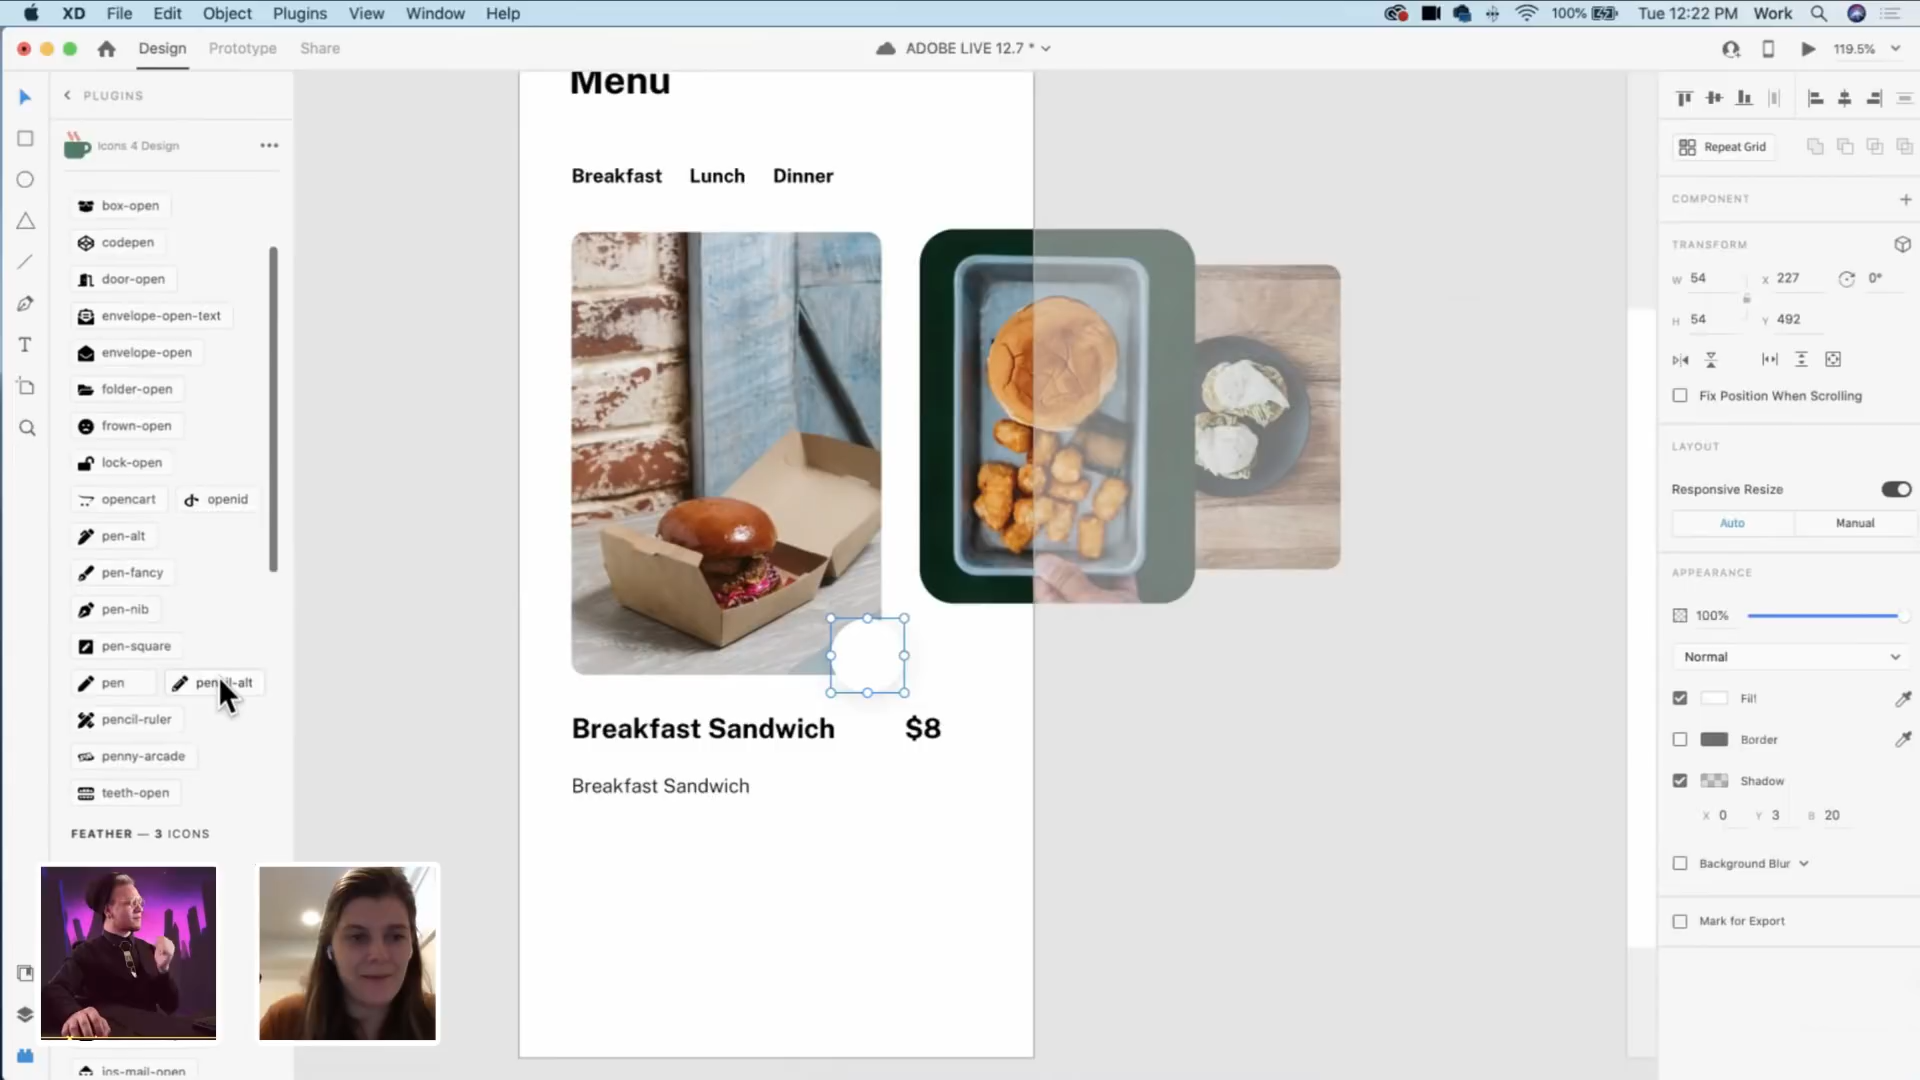 XD File Edit Object Plugins View Window Help
100% Tue 12:22 PM Work
Design Prototype Share
ADOBE LIVE 12.7 *
119.5%
PLUGINS
Icons 4 Design
box-open
codepen
door-open
envelope-open-text
envelope-open
folder-open
frown-open
lock-open
opencart openid
pen-alt
pen-fancy
pen-nib
pen-square
pen pencil-alt
pencil-ruler
penny-arcade
teeth-open
FEATHER — 3 ICONS
ios-mail-open
Menu
Breakfast Lunch Dinner
Breakfast Sandwich $8
Breakfast Sandwich
Repeat Grid
COMPONENT
TRANSFORM
W 54 X 227 0°
H 54 Y 492
Fix Position When Scrolling
LAYOUT
Responsive Resize
Auto Manual
APPEARANCE
100%
Normal
Fill
Border
Shadow
X 0 Y 3 B 20
Background Blur
Mark for Export